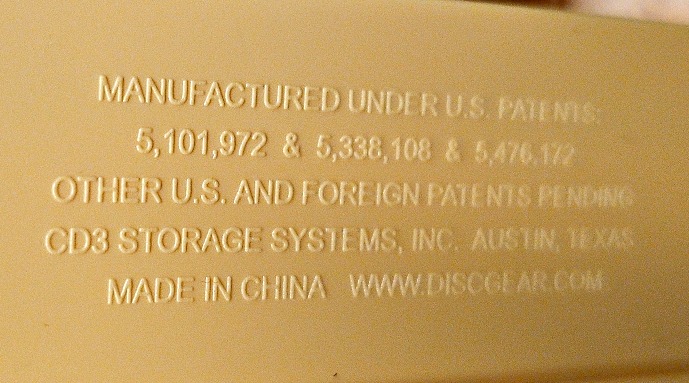 MANUFACTURED UNDER U.S. PATENTS:
5,101,972 & 5,338,108 & 5,476,172
OTHER U.S. AND FOREIGN PATENTS PENDING
CD3 STORAGE SYSTEMS, INC. AUSTIN, TEXAS
MADE IN CHINA WWW.DISCGEAR.COM